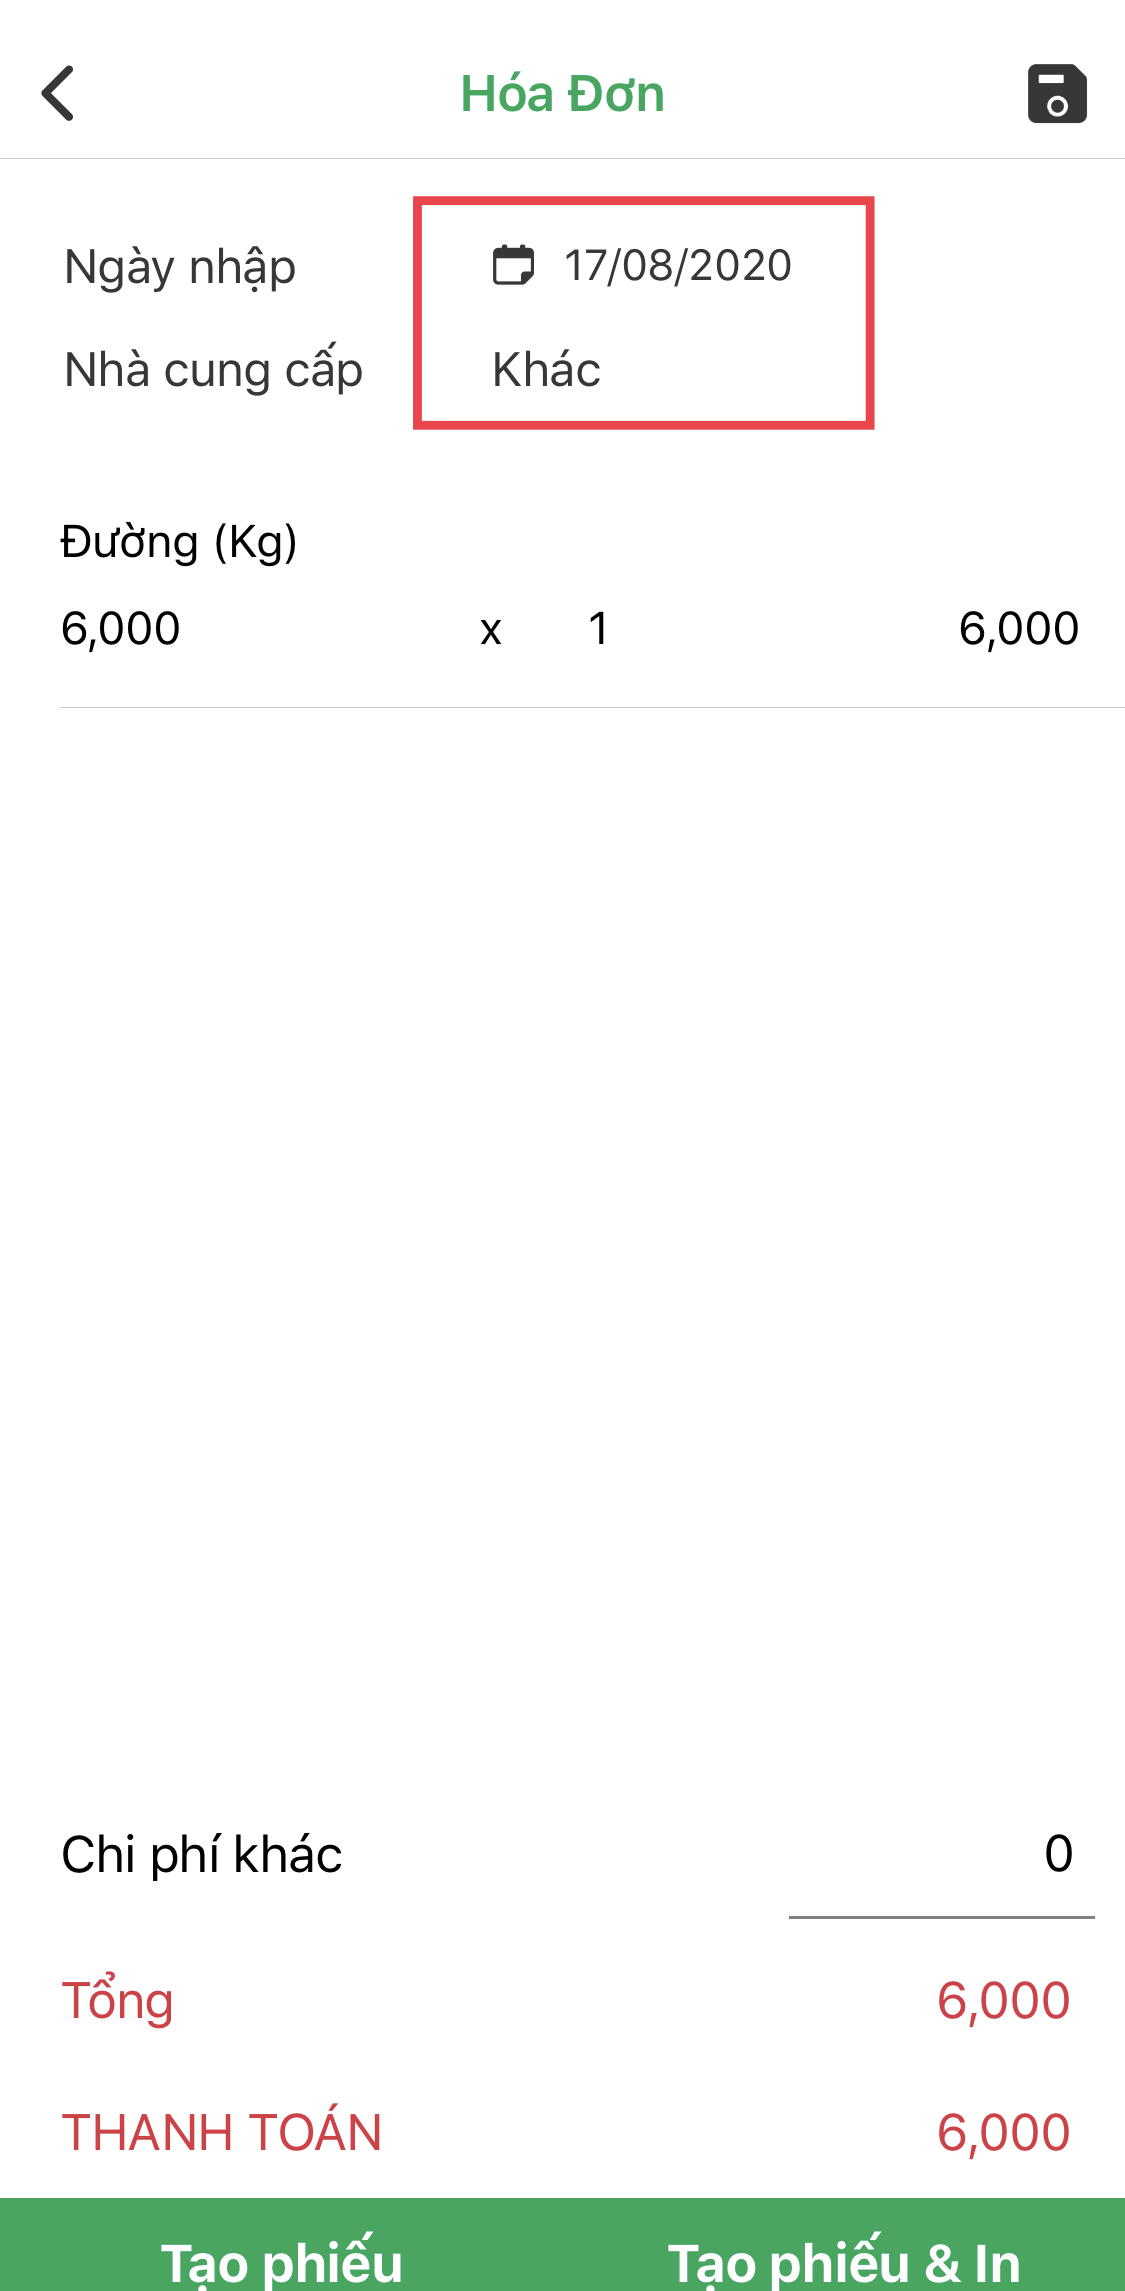 Hóa Đơn
Ngày nhập 17/08/2020
Nhà cung cấp Khác
Đường (Kg)
6,000 x 1 6,000
Chi phí khác 0
Tổng 6,000
THANH TOÁN 6,000
Tạo phiếu Tạo phiếu & In